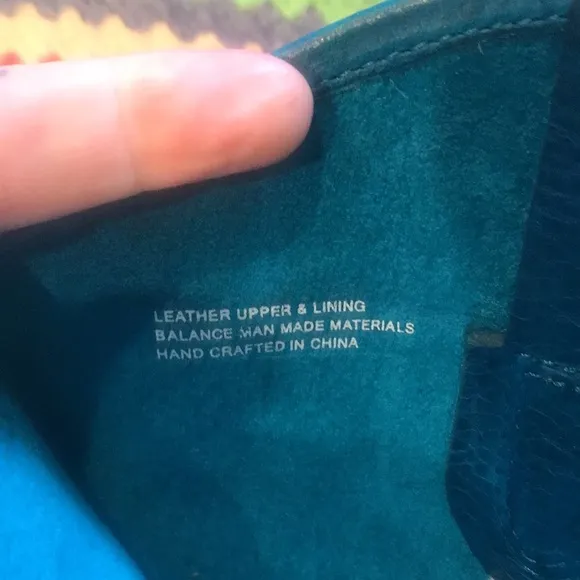 LEATHER UPPER & LINING
BALANCE MAN MADE MATERIALS
HAND CRAFTED IN CHINA